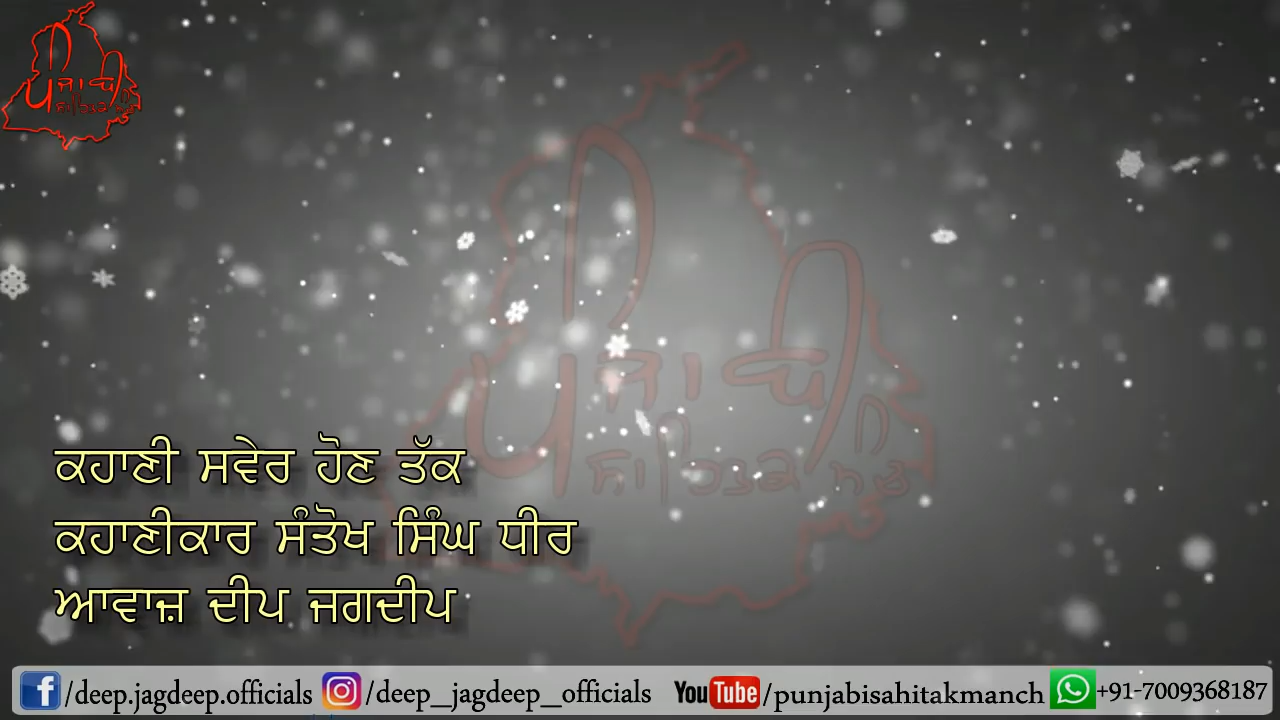 ਪੰਜਾਬੀ
ਕਹਾਣੀ ਸਵੇਰ ਹੋਣ ਤੱਕ
ਕਹਾਣੀਕਾਰ ਸੰਤੋਖ ਸਿੰਘ ਧੀਰ
ਆਵਾਜ਼ ਦੀਪ ਜਗਦੀਪ
/deep.jagdeep.officials /deep_jagdeep_officials YouTube /punjabisahitakmanch +91-7009368187